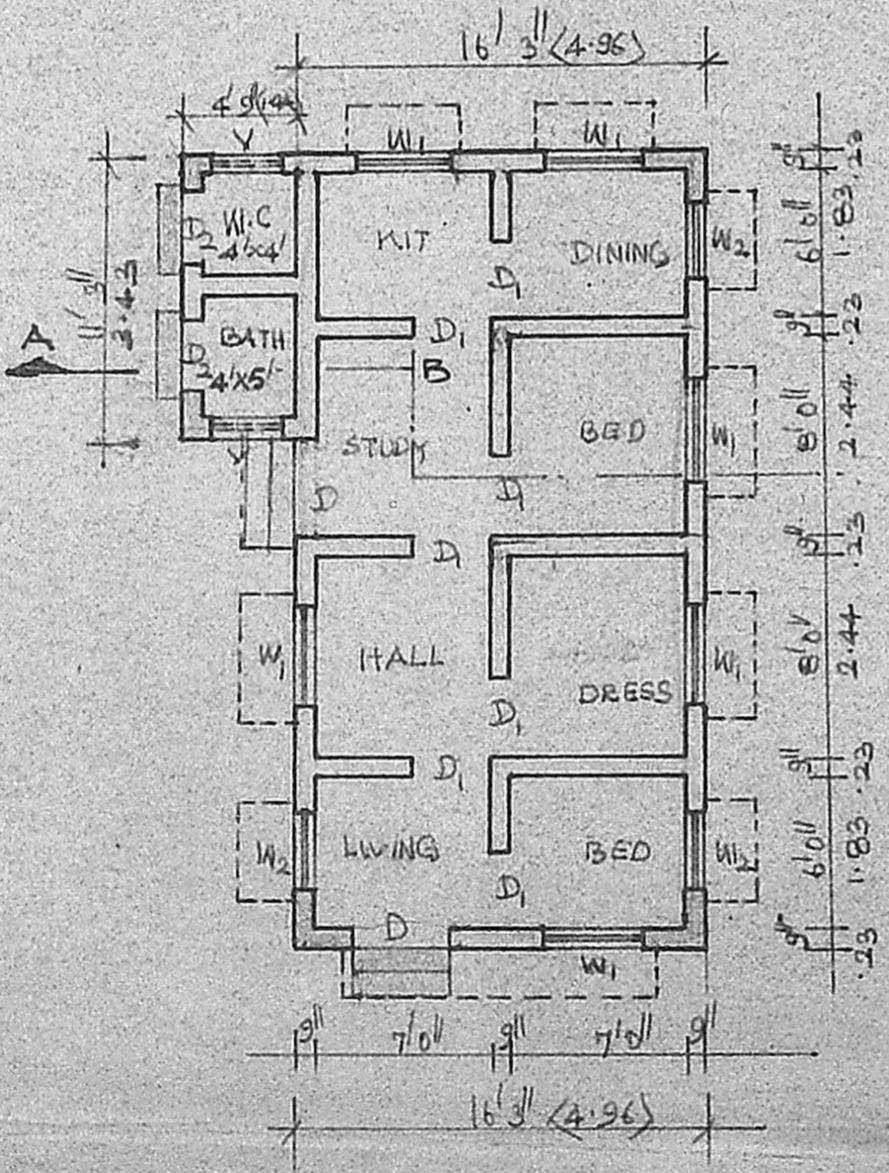 16' 3" (4.96)
4' 9"
V
W1
W1
9"
.23
W.C
4'x4'
D2
KIT
D1
DINING
W2
6'0"
1.83
11' 3"
3.43
9"
.23
A
BATH
4'x5'
D2
D1
B
STUDY
BED
W1
8'0"
2.44
V
D
D1
D1
9"
.23
W1
HALL
DRESS
W1
8'0"
2.44
D1
D1
9"
.23
W2
LIVING
BED
W2
6'0"
1.83
D1
D
W1
9"
.23
9"
7'0"
9"
7'0"
9"
16' 3" (4.96)